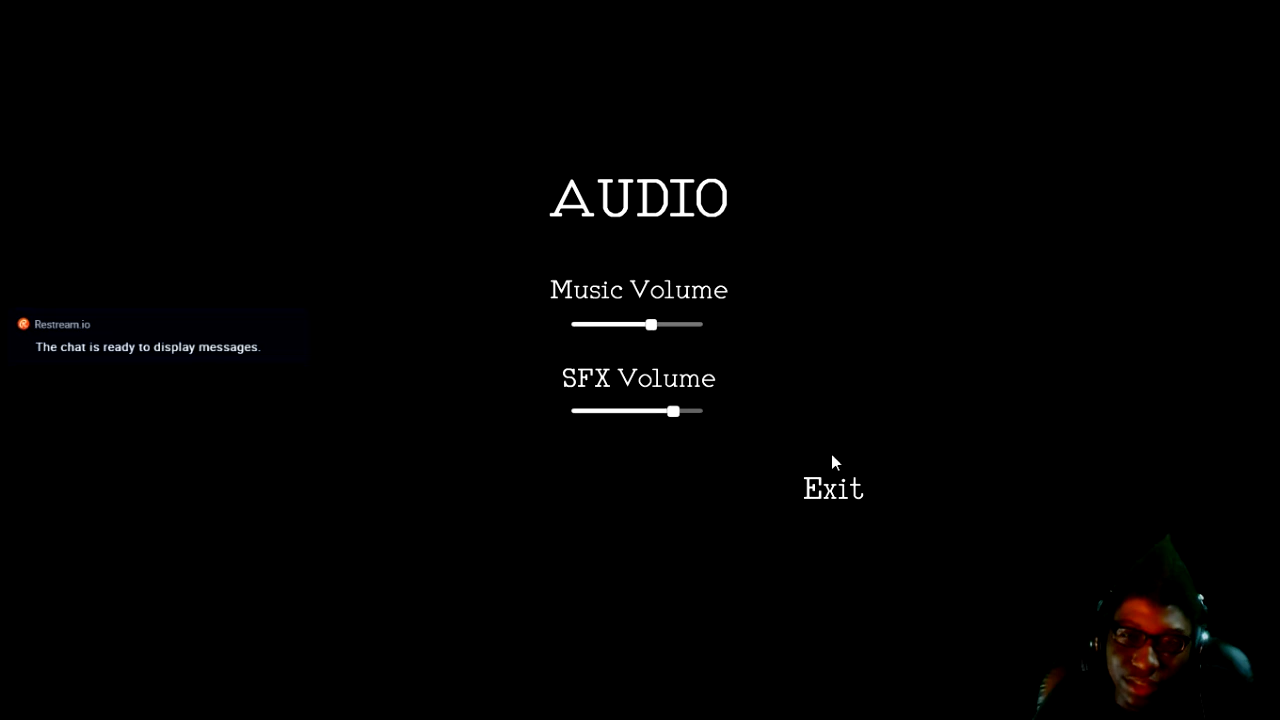 AUDIO
Music Volume
Restream.io
The chat is ready to display messages.
SFX Volume
Exit